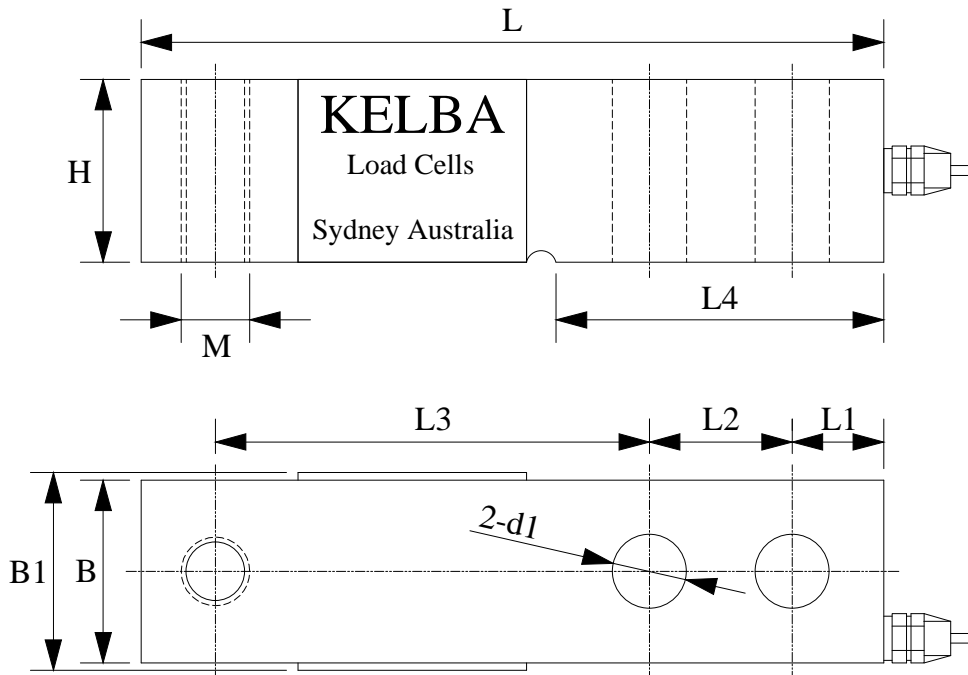 L
KELBA
Load Cells
Sydney Australia
H
L4
M
L3
L2
L1
2-d1
B1
B